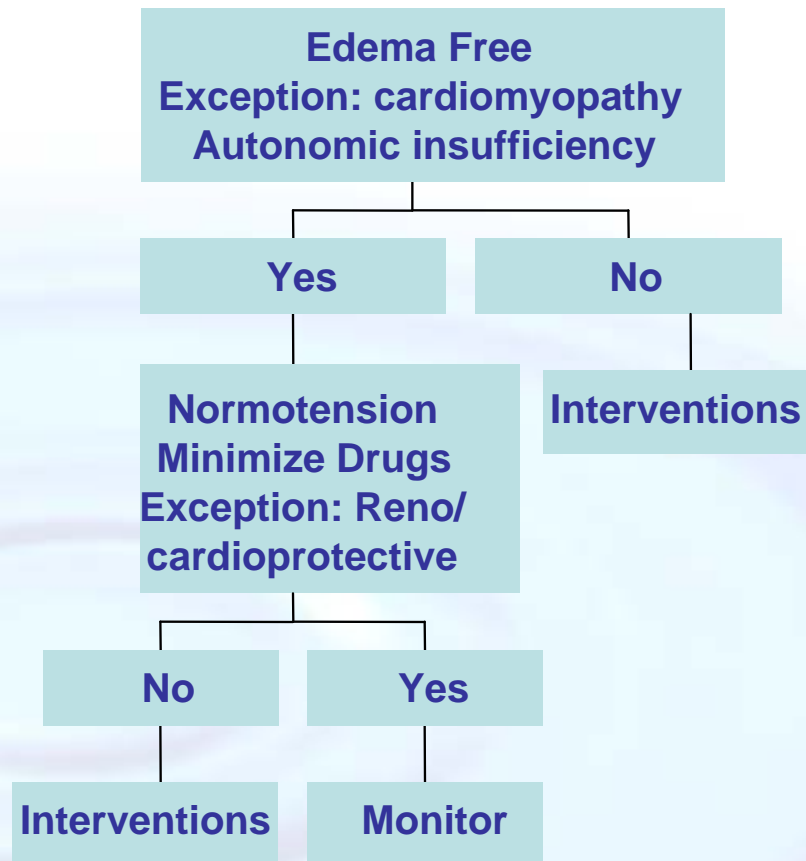 Edema Free
Exception: cardiomyopathy
Autonomic insufficiency
Yes
No
Normotension
Minimize Drugs
Exception: Reno/
cardioprotective
Interventions
No
Yes
Interventions
Monitor